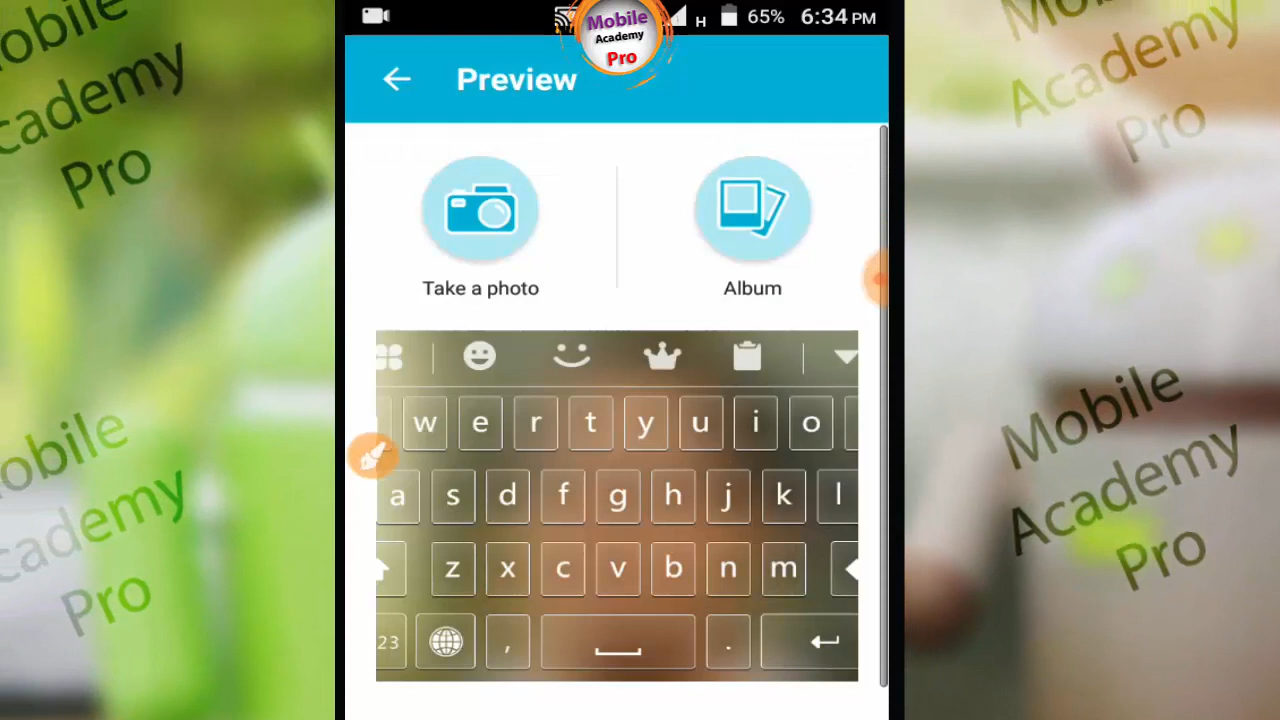 H 65% 6:34 PM
Mobile
Academy
Pro
Preview
Take a photo
Album
w e r t y u i o
a s d f g h j k l
z x c v b n m
23 , .
Mobile
Academy
Pro
Mobile
Academy
Pro